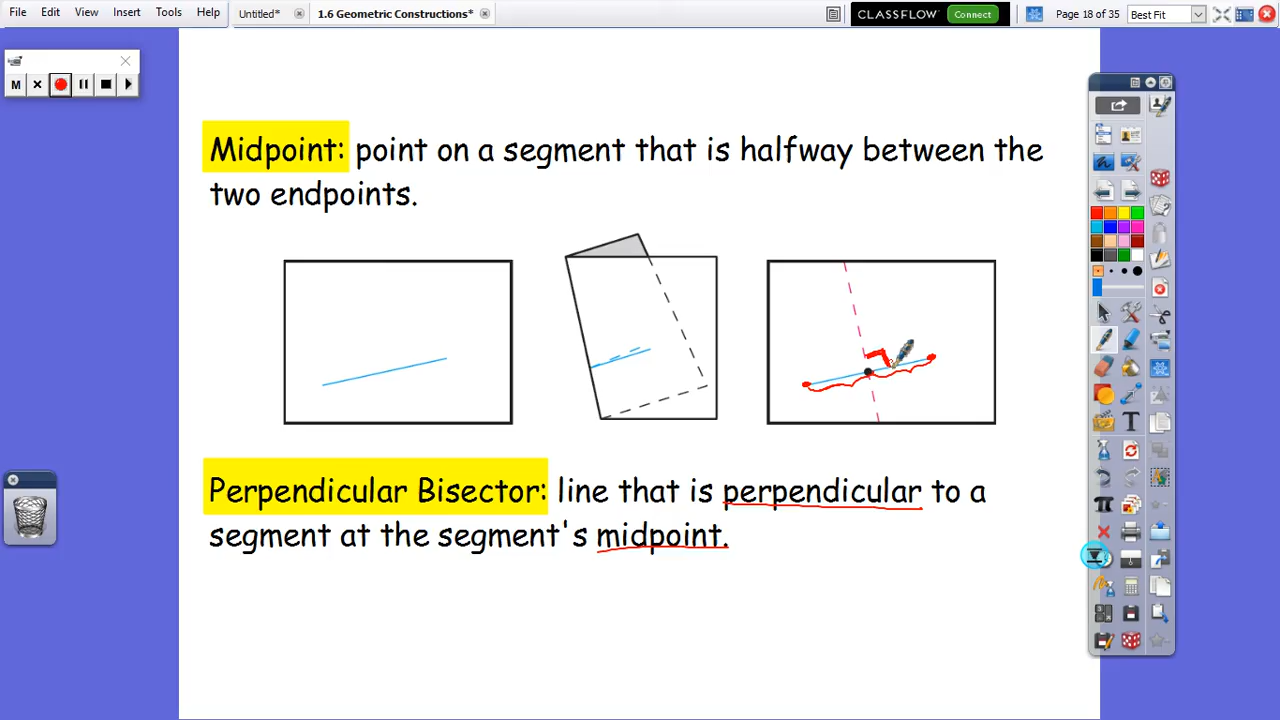 File Edit View Insert Tools Help Untitled* 1.6 Geometric Constructions* CLASSFLOW Connect Page 18 of 35 Best Fit
M
Midpoint: point on a segment that is halfway between the
two endpoints.
Perpendicular Bisector: line that is perpendicular to a
segment at the segment's midpoint.
T